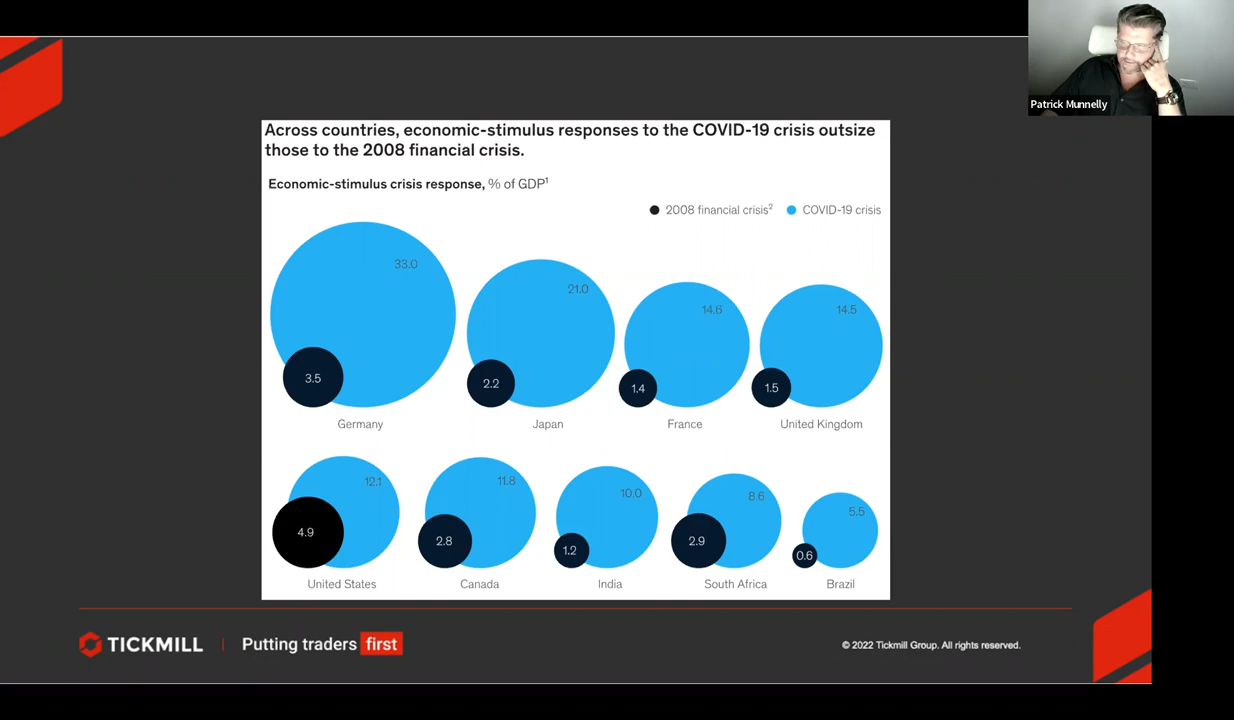 Patrick Munnelly
Across countries, economic-stimulus responses to the COVID-19 crisis outsize
those to the 2008 financial crisis.
Economic-stimulus crisis response, % of GDP¹
2008 financial crisis² COVID-19 crisis
33.0
21.0
14.6
14.5
3.5
2.2
1.4
1.5
Germany
Japan
France
United Kingdom
12.1
11.8
10.0
8.6
5.5
4.9
2.8
1.2
2.9
0.6
United States
Canada
India
South Africa
Brazil
TICKMILL
Putting traders first
© 2022 Tickmill Group. All rights reserved.